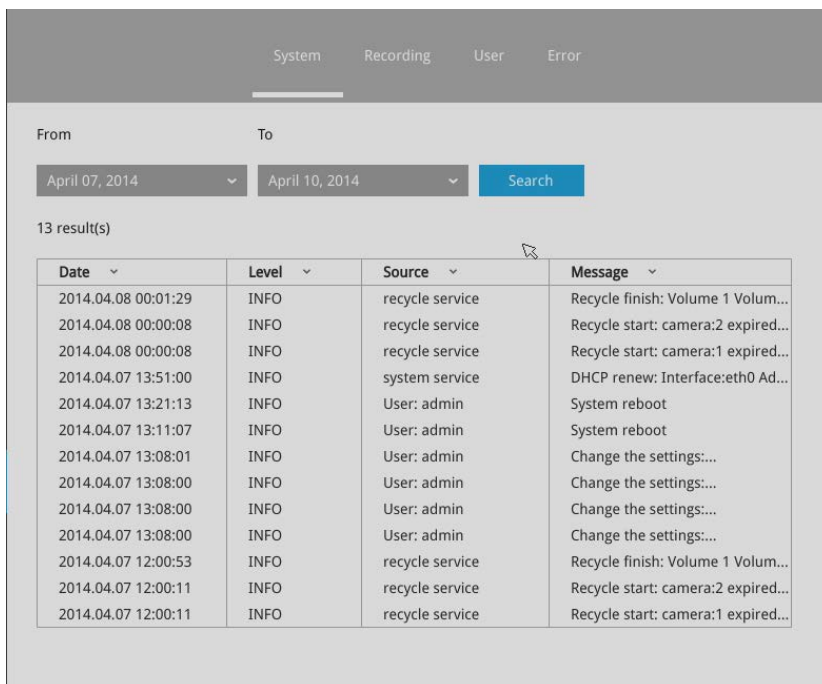 System Recording User Error
From To
April 07, 2014 April 10, 2014 Search
13 result(s)
Date Level Source Message
2014.04.08 00:01:29 INFO recycle service Recycle finish: Volume 1 Volum...
2014.04.08 00:00:08 INFO recycle service Recycle start: camera:2 expired...
2014.04.08 00:00:08 INFO recycle service Recycle start: camera:1 expired...
2014.04.07 13:51:00 INFO system service DHCP renew: Interface:eth0 Ad...
2014.04.07 13:21:13 INFO User: admin System reboot
2014.04.07 13:11:07 INFO User: admin System reboot
2014.04.07 13:08:01 INFO User: admin Change the settings:...
2014.04.07 13:08:00 INFO User: admin Change the settings:...
2014.04.07 13:08:00 INFO User: admin Change the settings:...
2014.04.07 13:08:00 INFO User: admin Change the settings:...
2014.04.07 12:00:53 INFO recycle service Recycle finish: Volume 1 Volum...
2014.04.07 12:00:11 INFO recycle service Recycle start: camera:2 expired...
2014.04.07 12:00:11 INFO recycle service Recycle start: camera:1 expired...